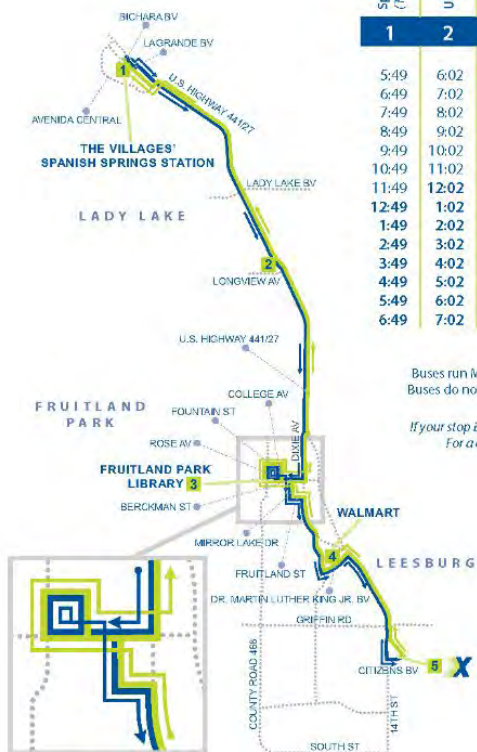 BICHARA BV
LAGRANDE BV
1
U.S. HIGHWAY 441/27
AVENIDA CENTRAL
THE VILLAGES'
SPANISH SPRINGS STATION
LADY LAKE BV
LADY LAKE
2
LONGVIEW AV
U.S. HIGHWAY 441/27
COLLEGE AV
FRUITLAND
PARK
FOUNTAIN ST
DIXIE AV
ROSE AV
FRUITLAND PARK
LIBRARY 3
BERCKMAN ST
WALMART
MIRROR LAKE DR
4
LEESBURG
FRUITLAND ST
DR. MARTIN LUTHER KING JR. BV
GRIFFIN RD
COUNTY ROAD 466
CITIZENS BV
5 X
14TH ST
SOUTH ST
1 2
5:49 6:02
6:49 7:02
7:49 8:02
8:49 9:02
9:49 10:02
10:49 11:02
11:49 12:02
12:49 1:02
1:49 2:02
2:49 3:02
3:49 4:02
4:49 5:02
5:49 6:02
6:49 7:02
Buses run M
Buses do no
If your stop
For a